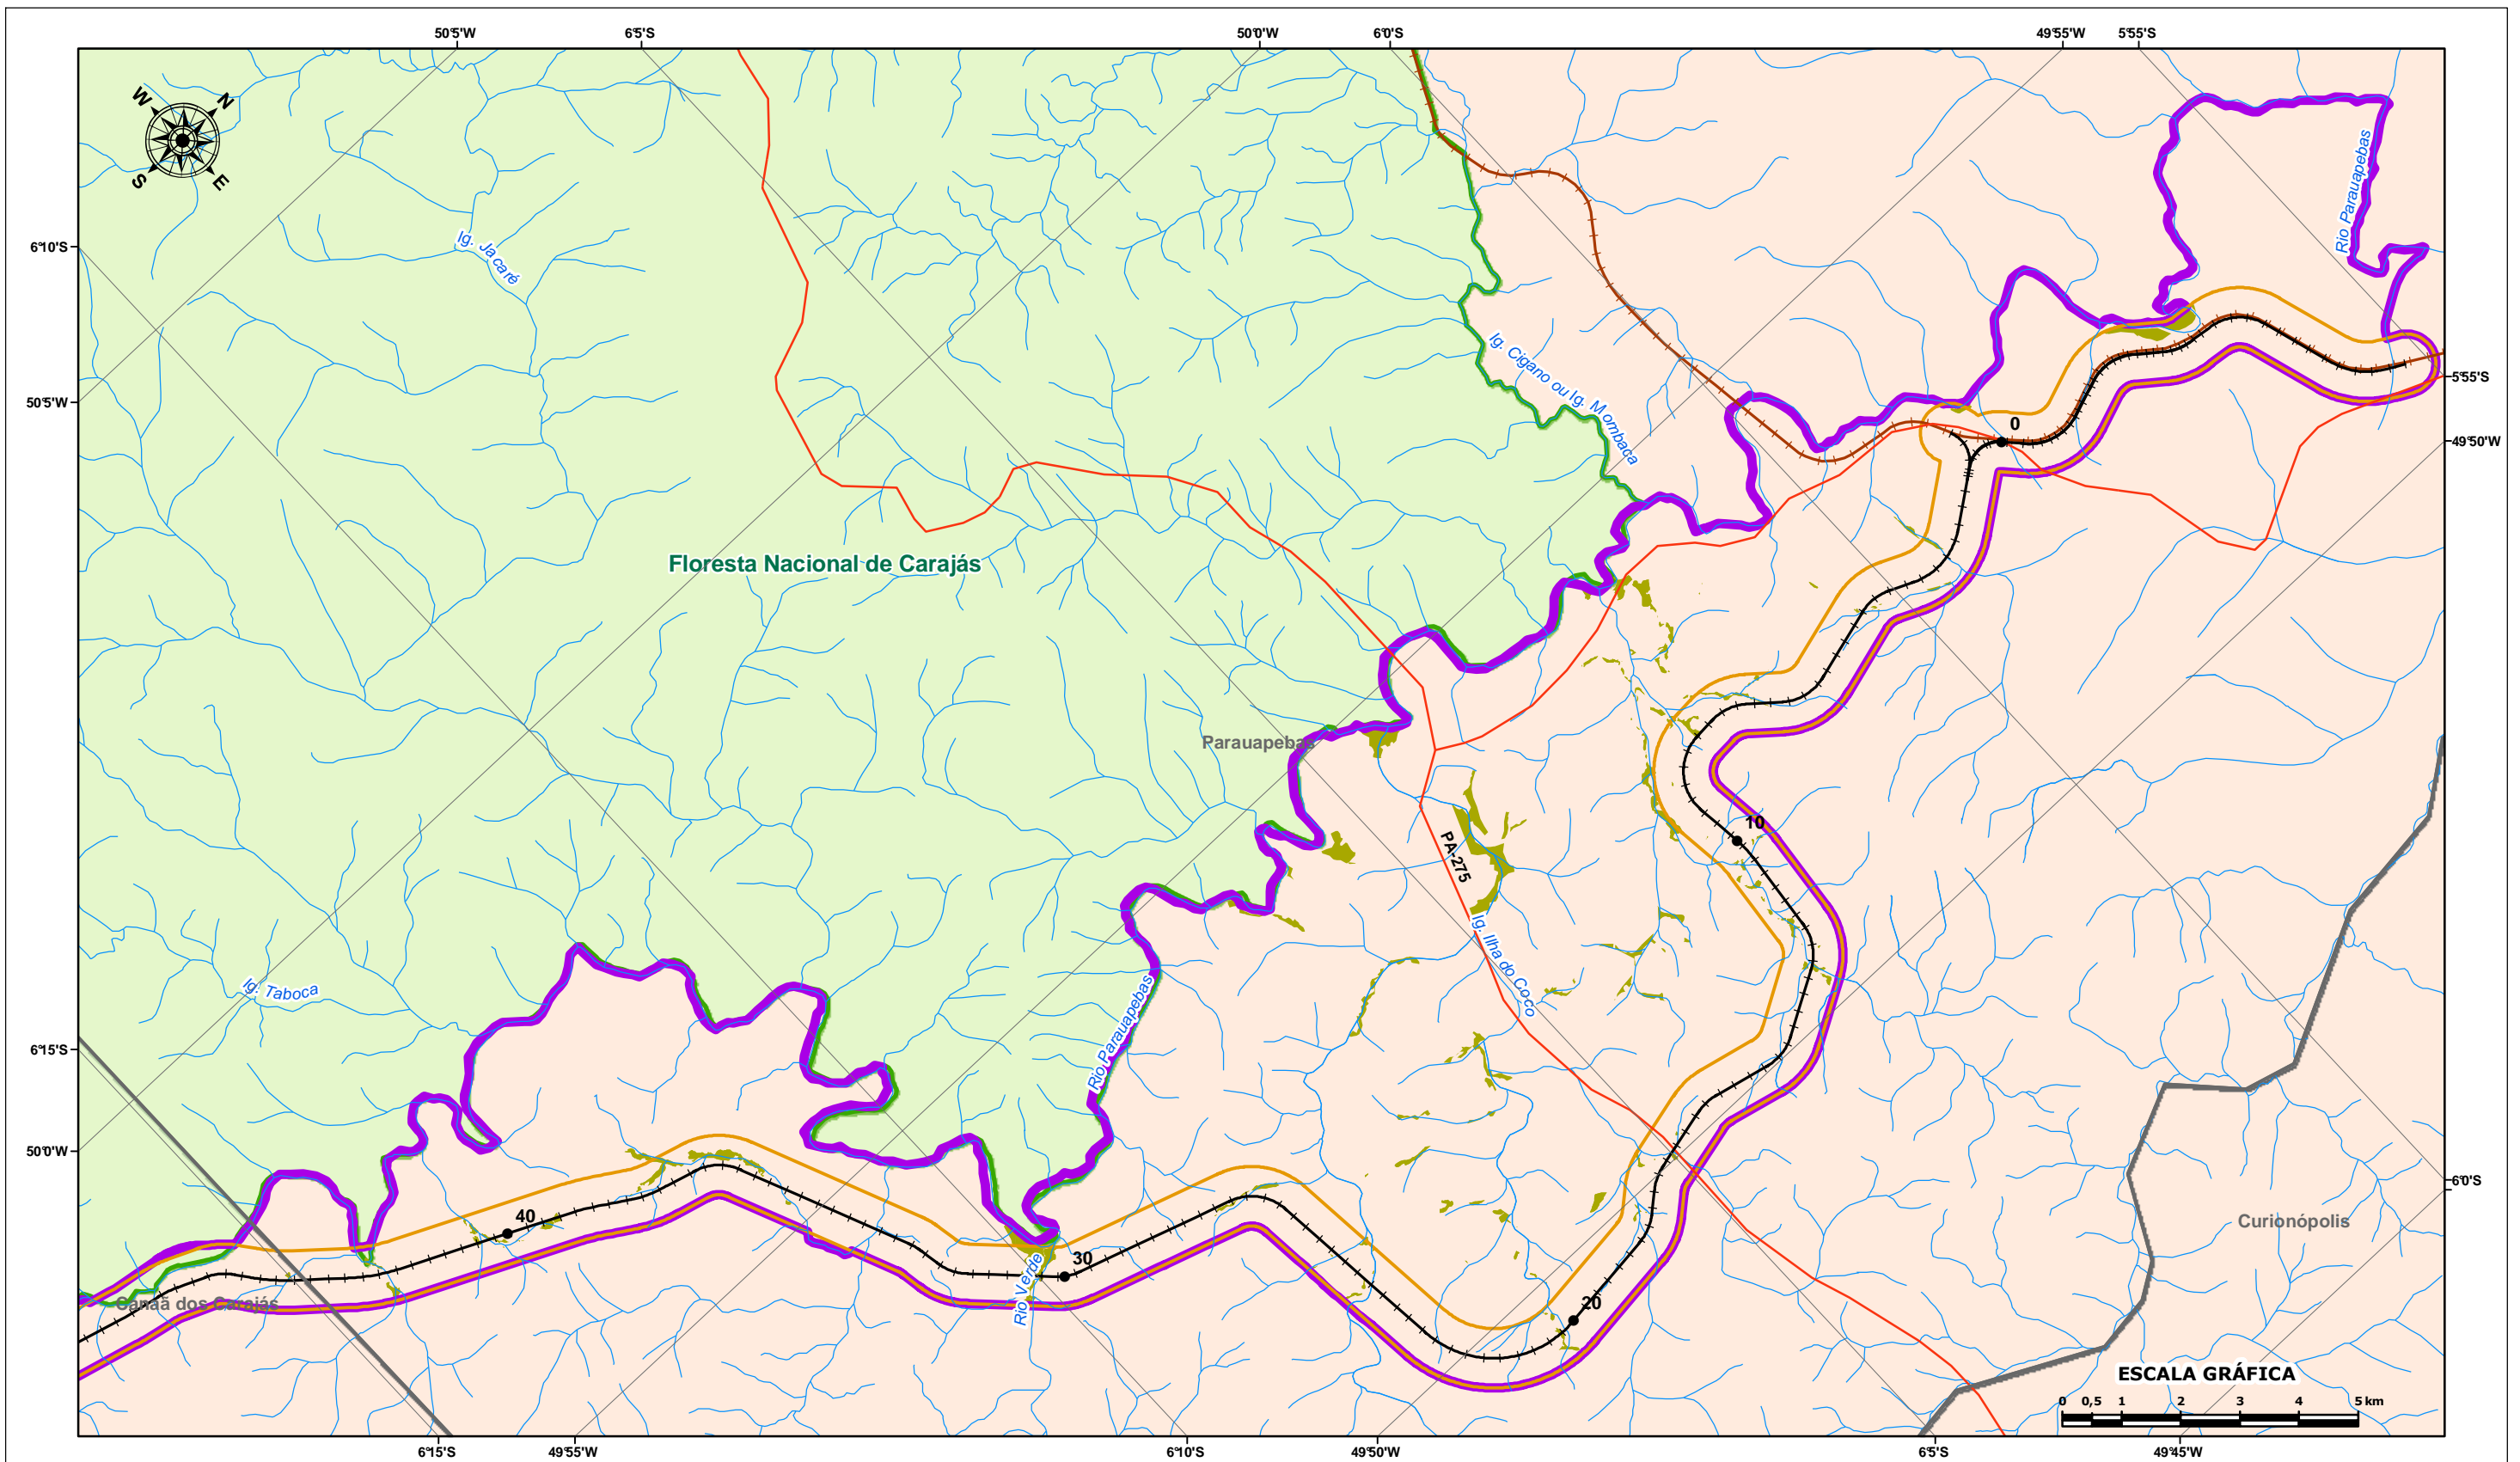 50°5'W
6°5'S
50°0'W
6°0'S
49°55'W
5°55'S
W
N
S
E
6°10'S
50°5'W
6°15'S
50°0'W
Ig. Jacaré
Rio Parauapebas
Ig. Cigano ou Ig. Mombaça
5°55'S
49°50'W
0
Floresta Nacional de Carajás
Parauapebas
10
PA-275
Ig. Ilha do Coco
Ig. Taboca
Rio Parauapebas
6°0'S
Curionópolis
40
30
Rio Verde
Canaã dos Carajás
20
ESCALA GRÁFICA
0 0,5 1 2 3 4 5 km
6°15'S
49°55'W
6°10'S
49°50'W
6°5'S
49°45'W